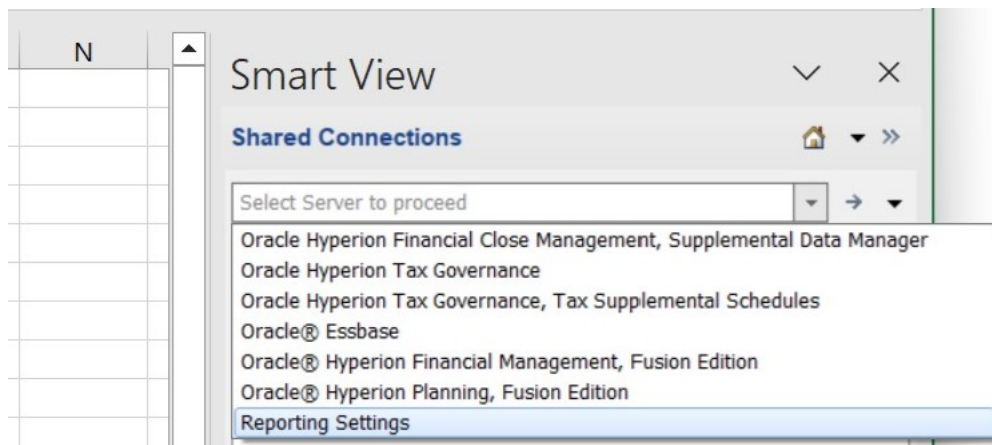 N
Smart View
Shared Connections
Select Server to proceed
Oracle Hyperion Financial Close Management, Supplemental Data Manager
Oracle Hyperion Tax Governance
Oracle Hyperion Tax Governance, Tax Supplemental Schedules
Oracle® Essbase
Oracle® Hyperion Financial Management, Fusion Edition
Oracle® Hyperion Planning, Fusion Edition
Reporting Settings